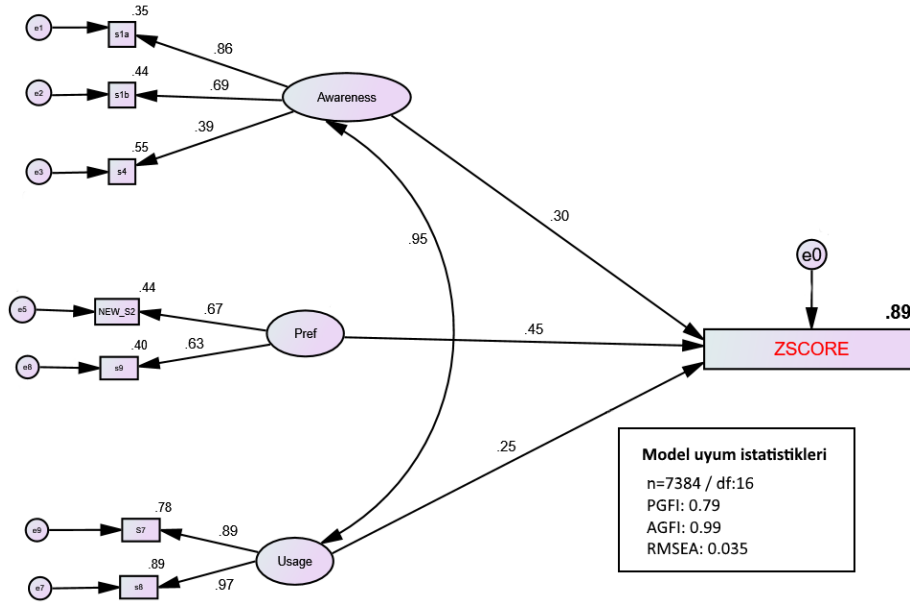 .35
e1
s1a
.86
.44
e2
s1b
.69
Awareness
.39
.55
e3
s4
.30
.95
e0
.44
e5
NEW_S2
.67
Pref
.45
.89
ZSCORE
.40
.63
e8
s9
.25
Model uyum istatistikleri
n=7384 / df:16
PGFI: 0.79
AGFI: 0.99
RMSEA: 0.035
.78
e9
S7
.89
Usage
.89
e7
s8
.97